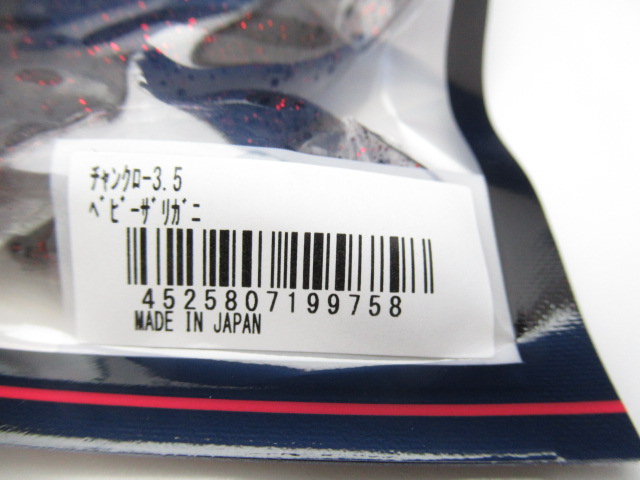 ﾁｬﾝｸﾛｰ3.5
ﾍﾞﾋﾞｰｻﾞﾘｶﾞﾆ
4525807199758
MADE IN JAPAN